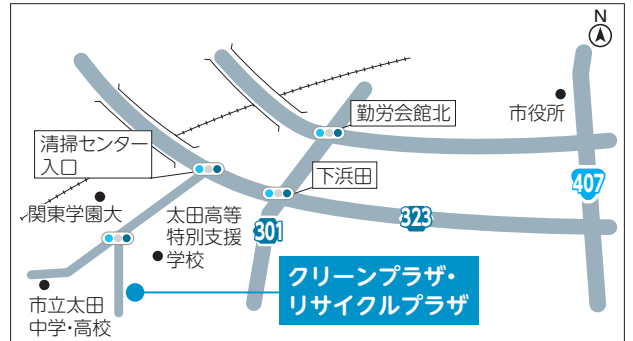 N
市役所
勤労会館北
清掃センター
入口
下浜田
407
関東学園大
太田高等
特別支援
学校
301
323
クリーンプラザ・
リサイクルプラザ
市立太田
中学・高校